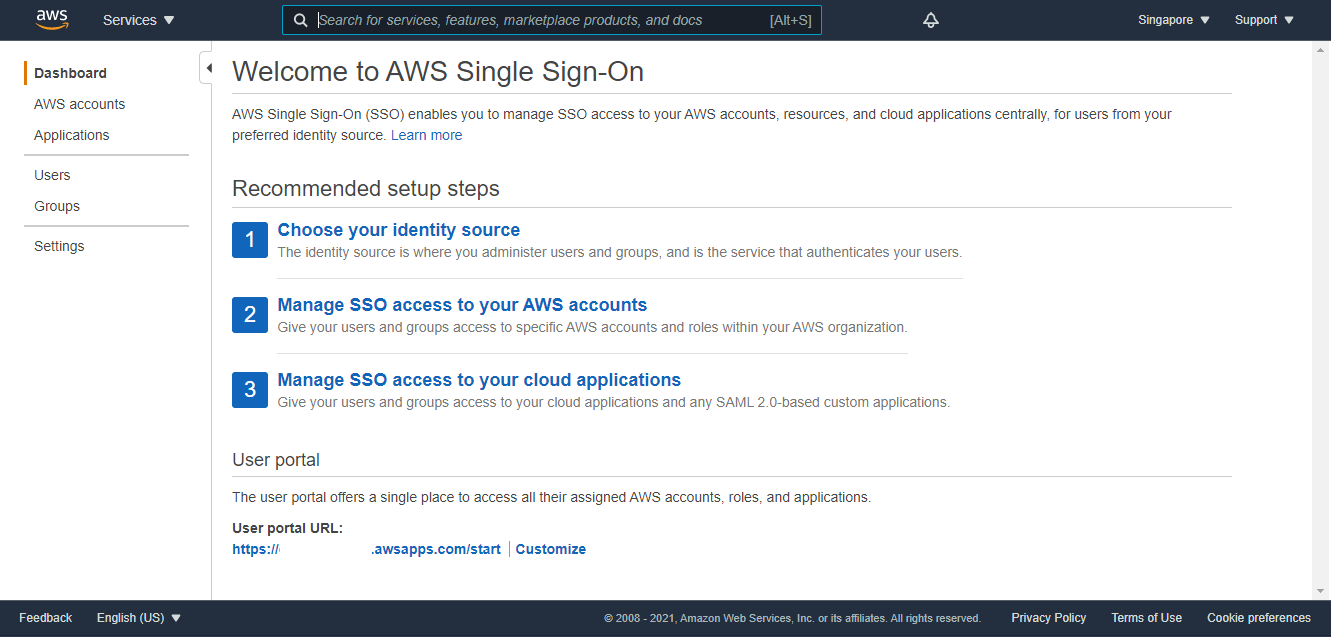 aws
Services
Search for services, features, marketplace products, and docs [Alt+S]
Singapore
Support
Dashboard
AWS accounts
Applications
Users
Groups
Settings
Welcome to AWS Single Sign-On
AWS Single Sign-On (SSO) enables you to manage SSO access to your AWS accounts, resources, and cloud applications centrally, for users from your
preferred identity source. Learn more
Recommended setup steps
1 Choose your identity source
The identity source is where you administer users and groups, and is the service that authenticates your users.
2 Manage SSO access to your AWS accounts
Give your users and groups access to specific AWS accounts and roles within your AWS organization.
3 Manage SSO access to your cloud applications
Give your users and groups access to your cloud applications and any SAML 2.0-based custom applications.
User portal
The user portal offers a single place to access all their assigned AWS accounts, roles, and applications.
User portal URL:
https:// .awsapps.com/start | Customize
Feedback
English (US)
© 2008 - 2021, Amazon Web Services, Inc. or its affiliates. All rights reserved.
Privacy Policy
Terms of Use
Cookie preferences